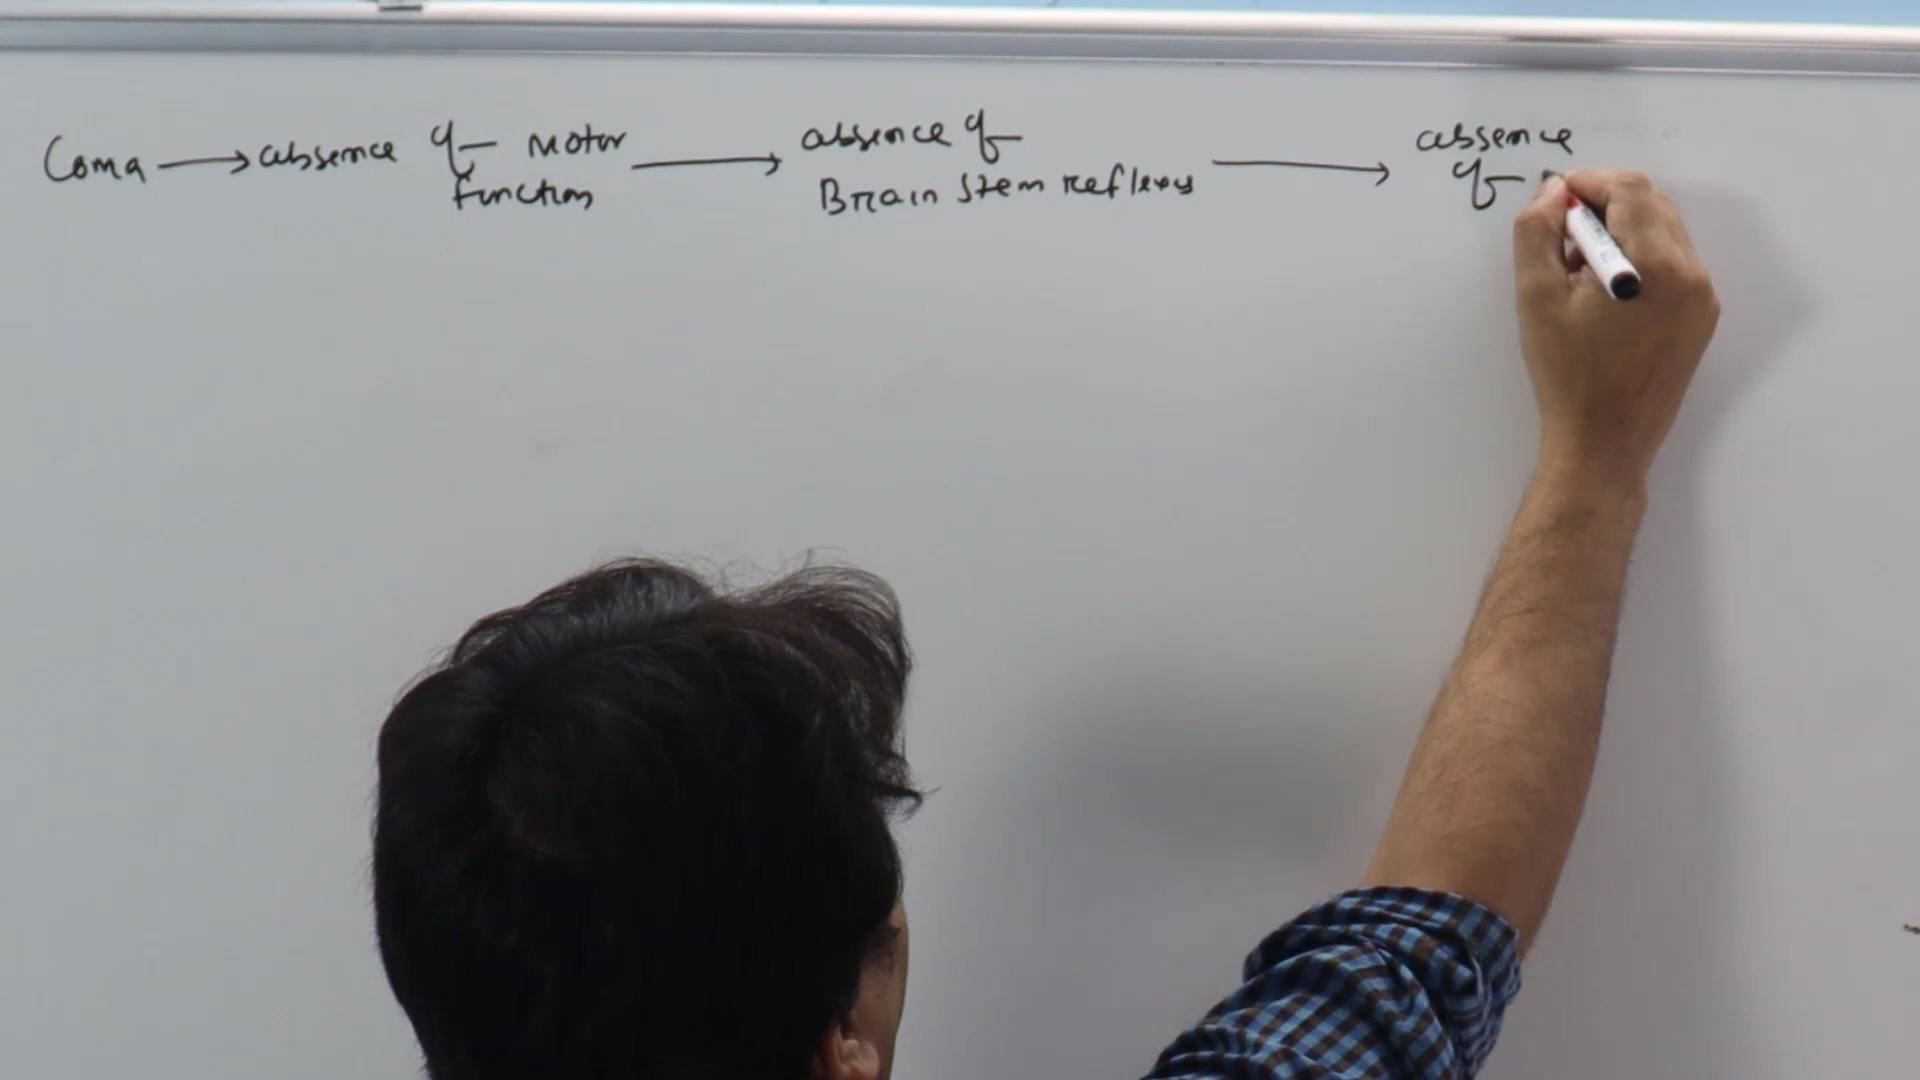 Coma → absence of motor function → absence of Brain Stem reflexes → absence of